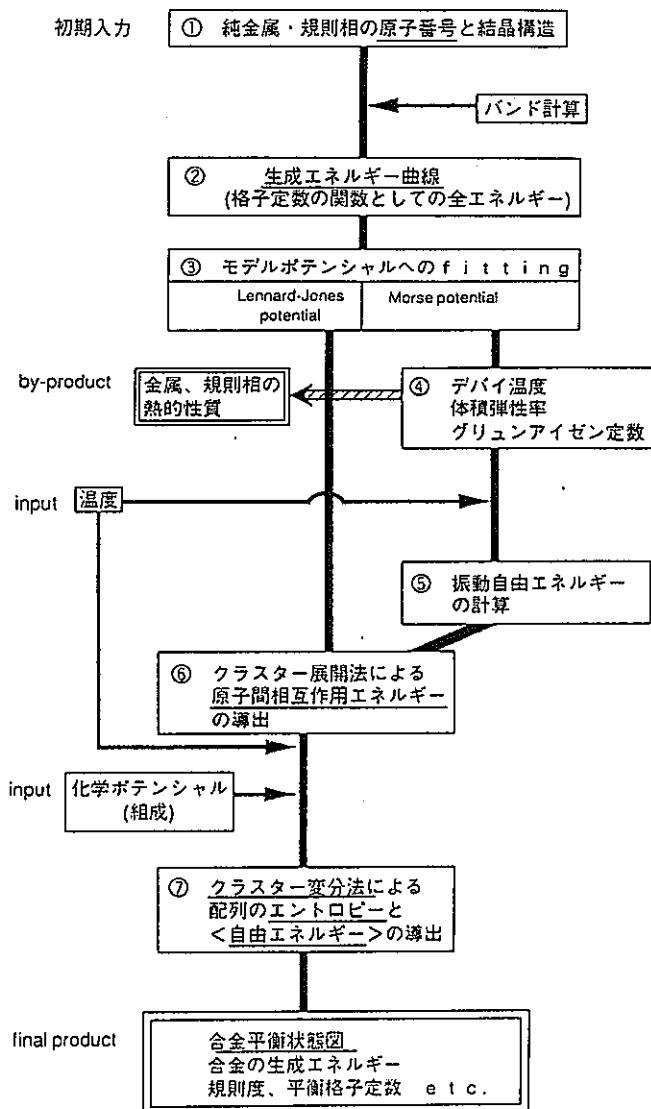 初期入力
① 純金属・規則相の原子番号と結晶構造
バンド計算
② 生成エネルギー曲線
(格子定数の関数としての全エネルギー)
③ モデルポテンシャルへのfitting
Lennard-Jones
potential
Morse potential
by-product
金属、規則相の
熱的性質
④ デバイ温度
体積弾性率
グリュンアイゼン定数
input
温度
⑤ 振動自由エネルギー
の計算
⑥ クラスター展開法による
原子間相互作用エネルギー
の導出
input
化学ポテンシャル
(組成)
⑦ クラスター変分法による
配列のエントロピーと
<自由エネルギー>の導出
final product
合金平衡状態図
合金の生成エネルギー
規則度、平衡格子定数 etc.